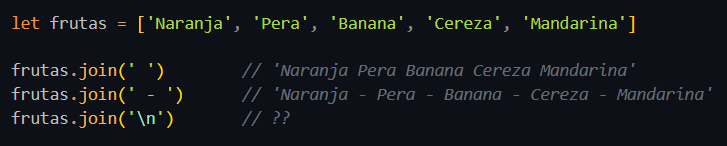 let frutas = ['Naranja', 'Pera', 'Banana', 'Cereza', 'Mandarina']
frutas.join(' ') // 'Naranja Pera Banana Cereza Mandarina'
frutas.join(' - ') // 'Naranja - Pera - Banana - Cereza - Mandarina'
frutas.join('\n') // ??